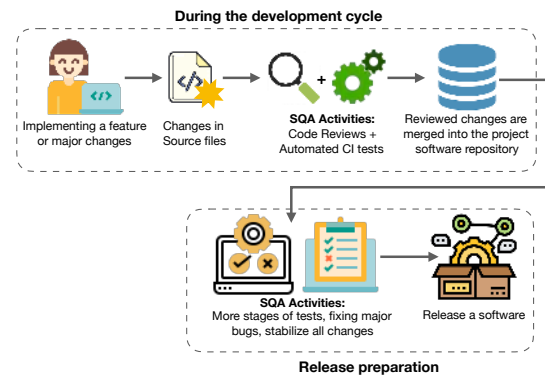 During the development cycle
</>
Implementing a feature
or major changes
Changes in
Source files
+
SQA Activities:
Code Reviews +
Automated CI tests
Reviewed changes are
merged into the project
software repository
SQA Activities:
More stages of tests, fixing major
bugs, stabilize all changes
Release a software
Release preparation